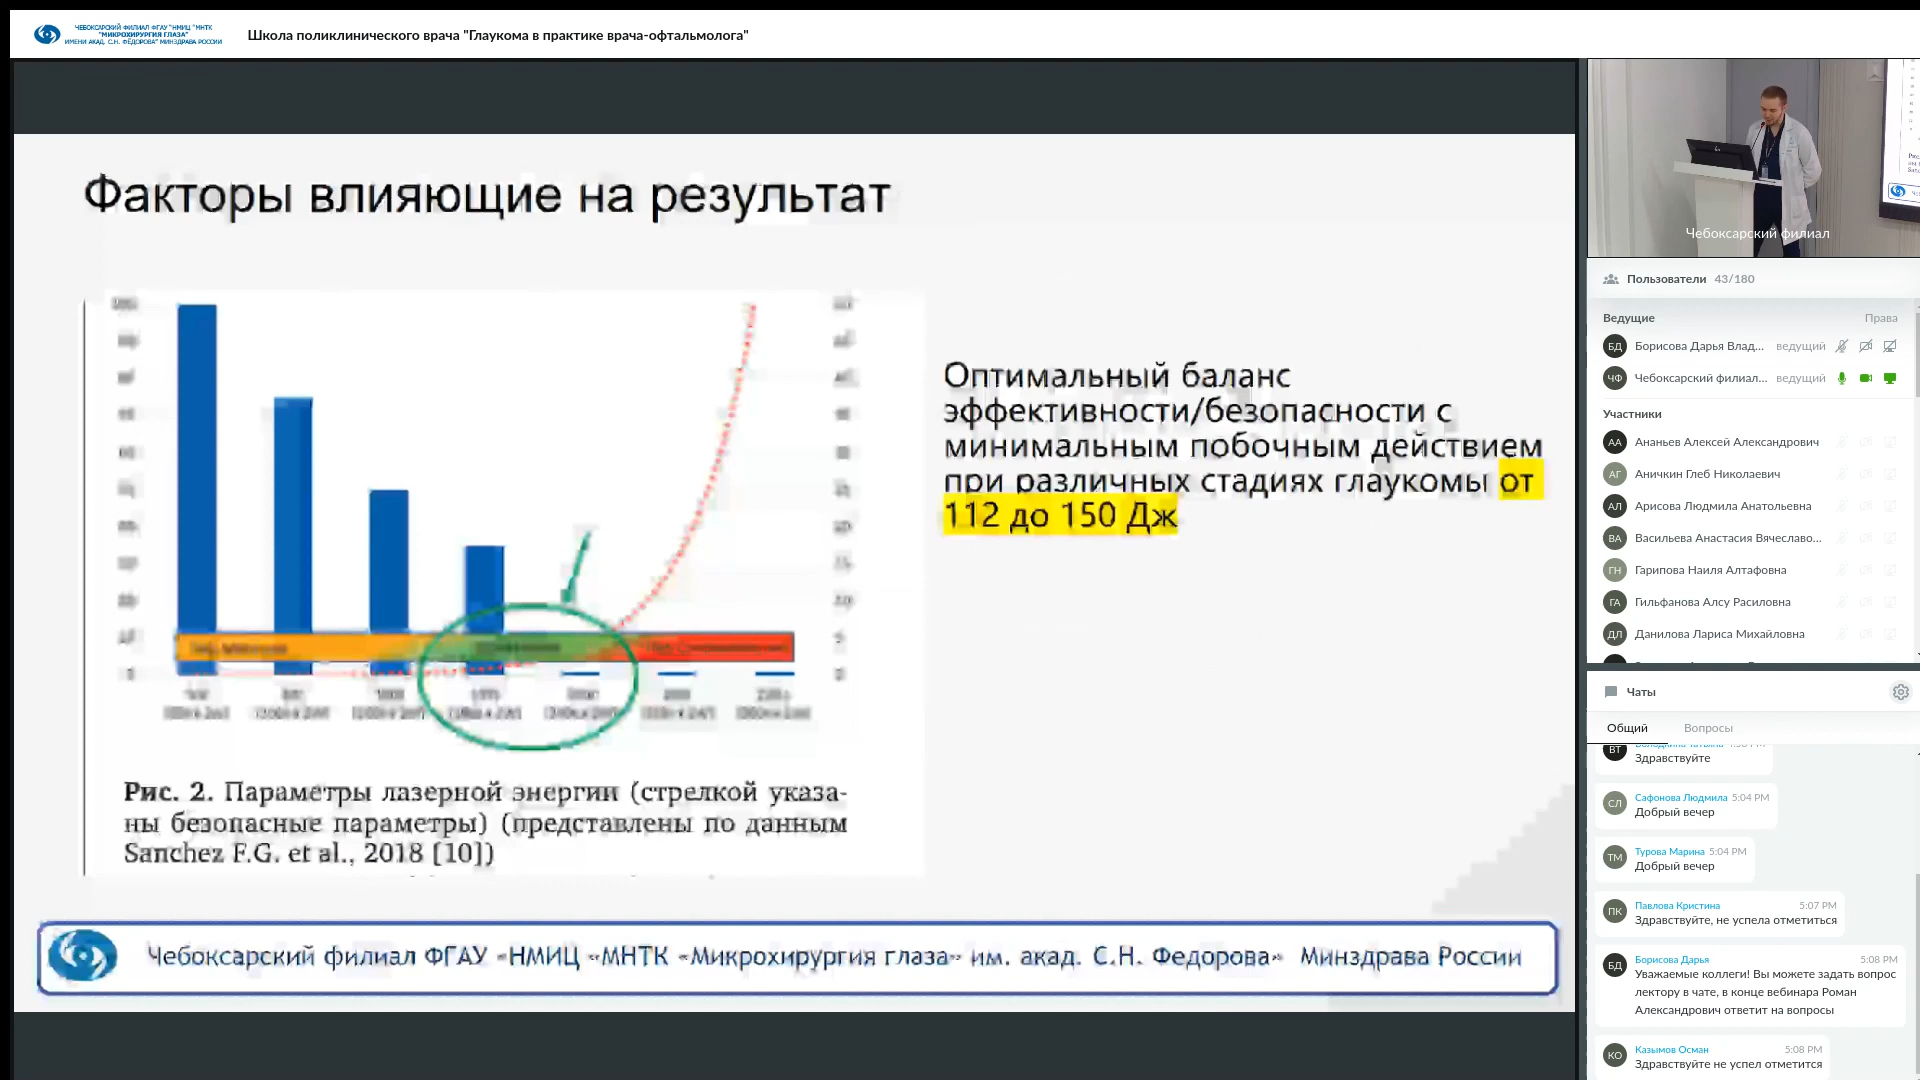 ЧЕБОКСАРСКИЙ ФИЛИАЛ ФГАУ "НМИЦ "МНТК
"МИКРОХИРУРГИЯ ГЛАЗА"
ИМЕНИ АКАД. С.Н. ФЁДОРОВА" МИНЗДРАВА РОССИИ
Школа поликлинического врача "Глаукома в практике врача-офтальмолога"
Факторы влияющие на результат
Оптимальный баланс
эффективности/безопасности с
минимальным побочным действием
при различных стадиях глаукомы от
112 до 150 Дж
Рис. 2. Параметры лазерной энергии (стрелкой указа-
ны безопасные параметры) (представлены по данным
Sanchez F.G. et al., 2018 [10])
Чебоксарский филиал ФГАУ «НМИЦ «МНТК «Микрохирургия глаза» им. акад. С.Н. Федорова» Минздрава России
Чебоксарский филиал
Пользователи 43/180
Ведущие Права
БД Борисова Дарья Влад... ведущий
ЧФ Чебоксарский филиал... ведущий
Участники
АА Ананьев Алексей Александрович
АГ Аничкин Глеб Николаевич
АЛ Арисова Людмила Анатольевна
ВА Васильева Анастасия Вячеславо...
ГН Гарипова Наиля Алтафовна
ГА Гильфанова Алсу Расиловна
ДЛ Данилова Лариса Михайловна
Чаты
Общий Вопросы
ВТ
Здравствуйте
СЛ Сафонова Людмила 5:04 PM
Добрый вечер
ТМ Турова Марина 5:04 PM
Добрый вечер
ПК Павлова Кристина 5:07 PM
Здравствуйте, не успела отметиться
БД Борисова Дарья 5:08 PM
Уважаемые коллеги! Вы можете задать вопрос
лектору в чате, в конце вебинара Роман
Александрович ответит на вопросы
КО Казымов Осман 5:08 PM
Здравствуйте не успел отметится